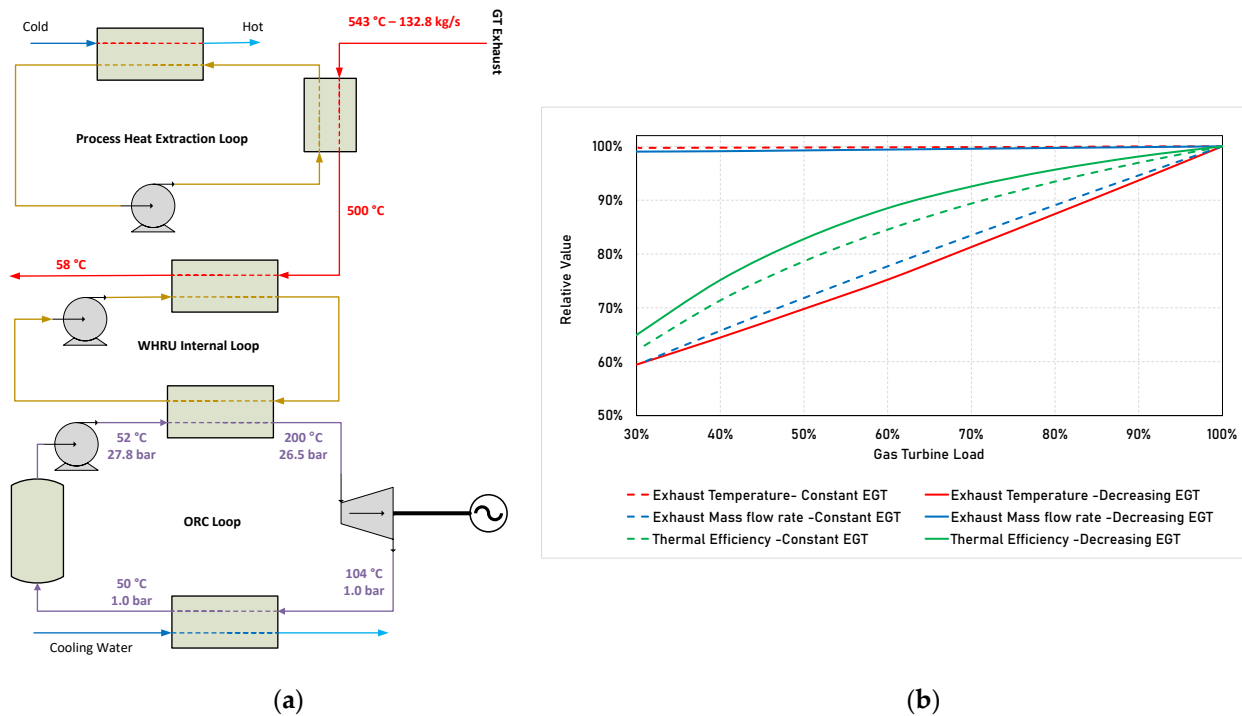 Cold
Hot
543 °C – 132.8 kg/s
GT Exhaust
Process Heat Extraction Loop
500 °C
58 °C
WHRU Internal Loop
52 °C
27.8 bar
200 °C
26.5 bar
ORC Loop
50 °C
1.0 bar
104 °C
1.0 bar
Cooling Water
(a)
100%
90%
80%
70%
60%
50%
Relative Value
30%
40%
50%
60%
70%
80%
90%
100%
Gas Turbine Load
Exhaust Temperature- Constant EGT
Exhaust Temperature -Decreasing EGT
Exhaust Mass flow rate -Constant EGT
Exhaust Mass flow rate -Decreasing EGT
Thermal Efficiency -Constant EGT
Thermal Efficiency -Decreasing EGT
(b)